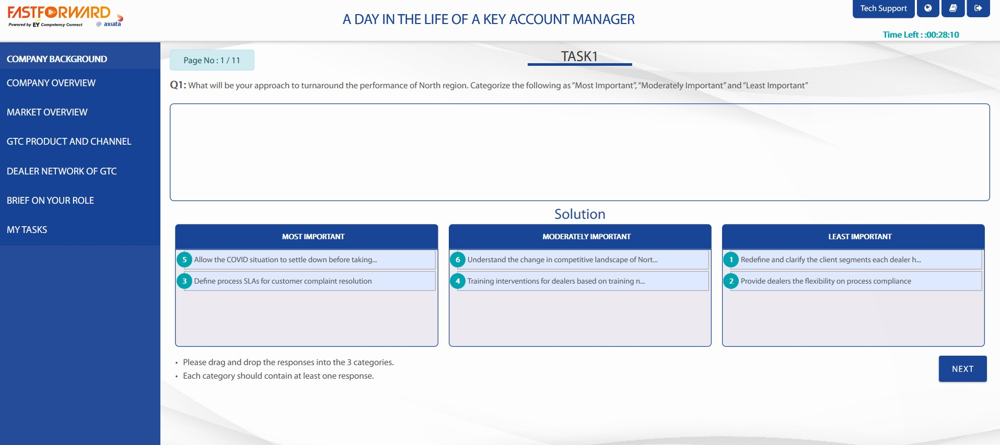 FASTFORWARD
Powered by EY Competency Connect @ axiata
A DAY IN THE LIFE OF A KEY ACCOUNT MANAGER
Tech Support
Time Left : :00:28:10
COMPANY BACKGROUND
COMPANY OVERVIEW
MARKET OVERVIEW
GTC PRODUCT AND CHANNEL
DEALER NETWORK OF GTC
BRIEF ON YOUR ROLE
MY TASKS
Page No : 1 / 11
TASK1
Q1: What will be your approach to turnaround the performance of North region. Categorize the following as “Most Important”, “Moderately Important” and “Least Important”
Solution
MOST IMPORTANT
5 Allow the COVID situation to settle down before taking...
3 Define process SLAs for customer complaint resolution
MODERATELY IMPORTANT
6 Understand the change in competitive landscape of Nort...
4 Training interventions for dealers based on training n...
LEAST IMPORTANT
1 Redefine and clarify the client segments each dealer h...
2 Provide dealers the flexibility on process compliance
• Please drag and drop the responses into the 3 categories.
• Each category should contain at least one response.
NEXT